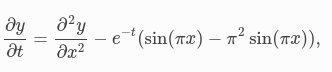 ∂y/∂t = ∂²y/∂x² − e⁻ᵗ(sin(πx) − π² sin(πx)),